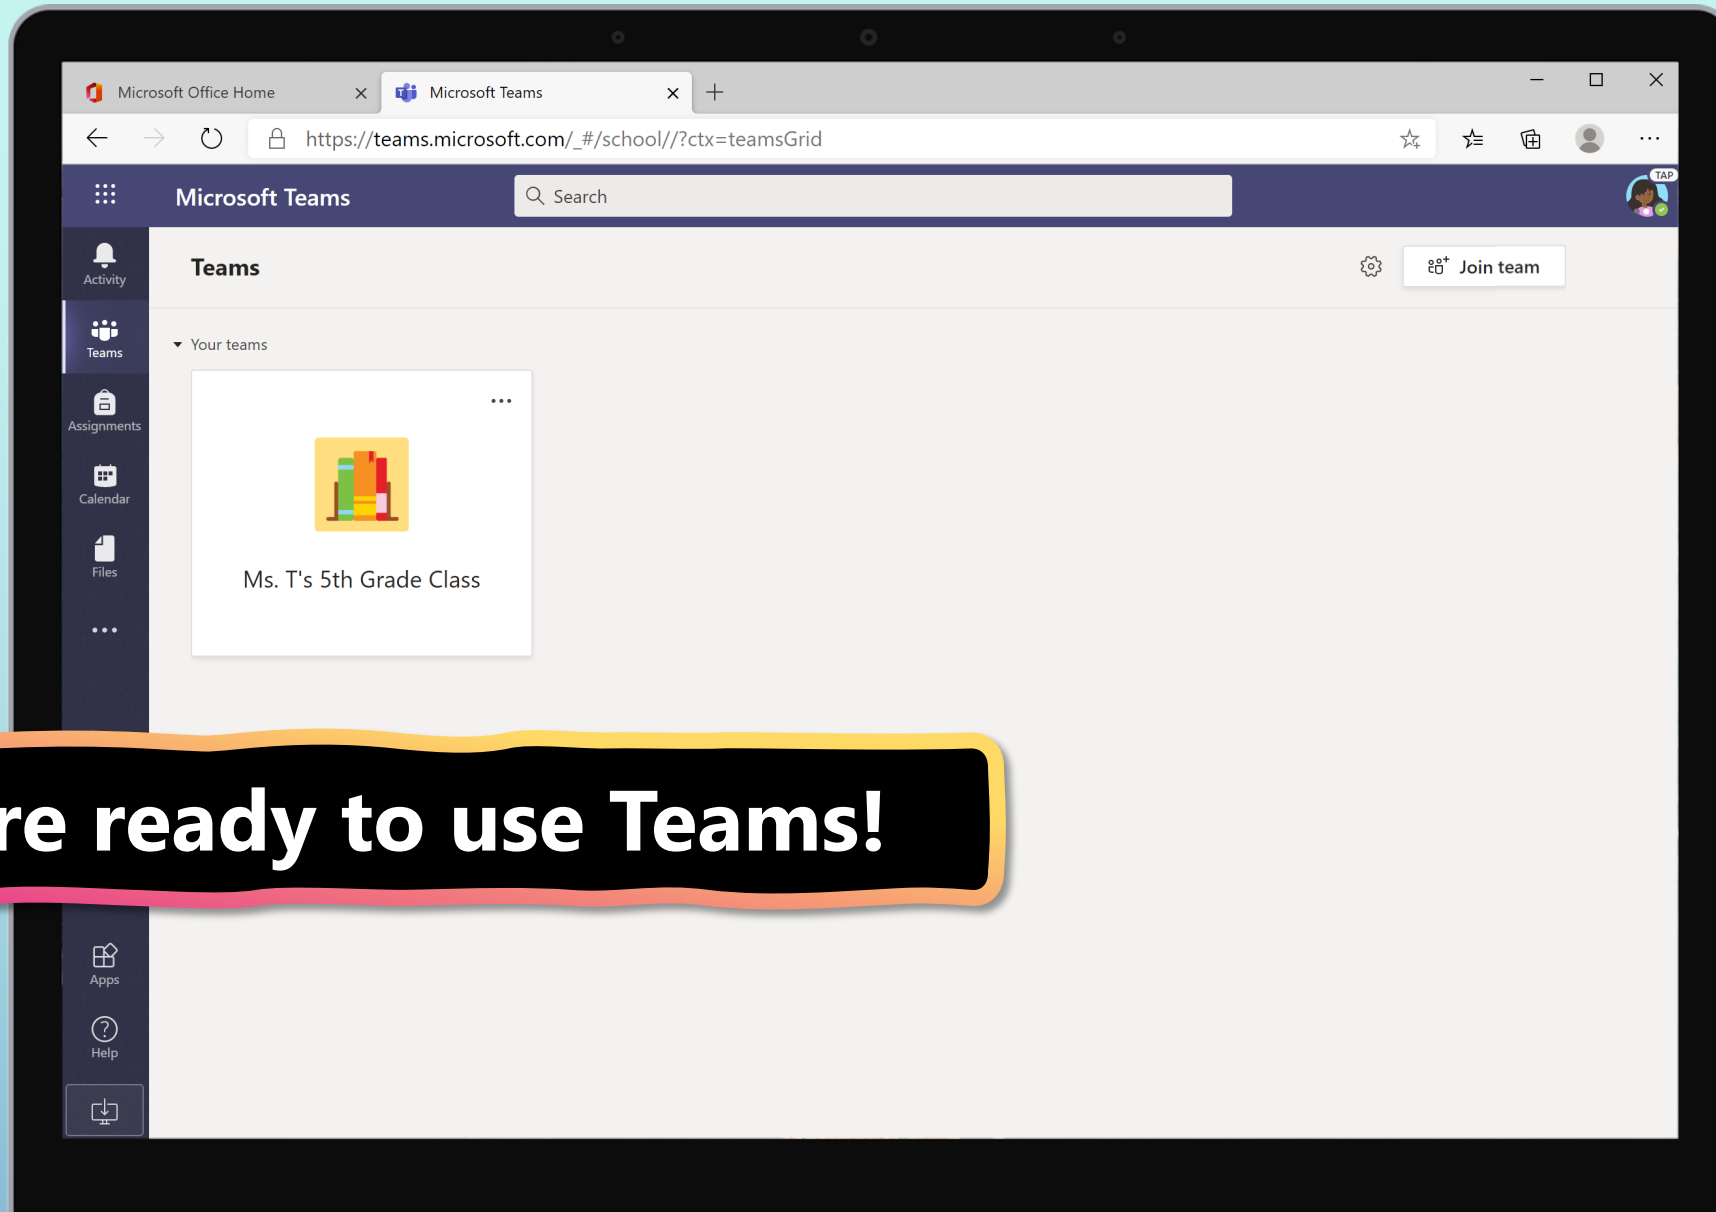 Microsoft Office Home
Microsoft Teams
https://teams.microsoft.com/_#/school//?ctx=teamsGrid
Microsoft Teams
Search
TAP
Activity
Teams
Assignments
Calendar
Files
Teams
Join team
Your teams
Ms. T's 5th Grade Class
re ready to use Teams!
Apps
Help